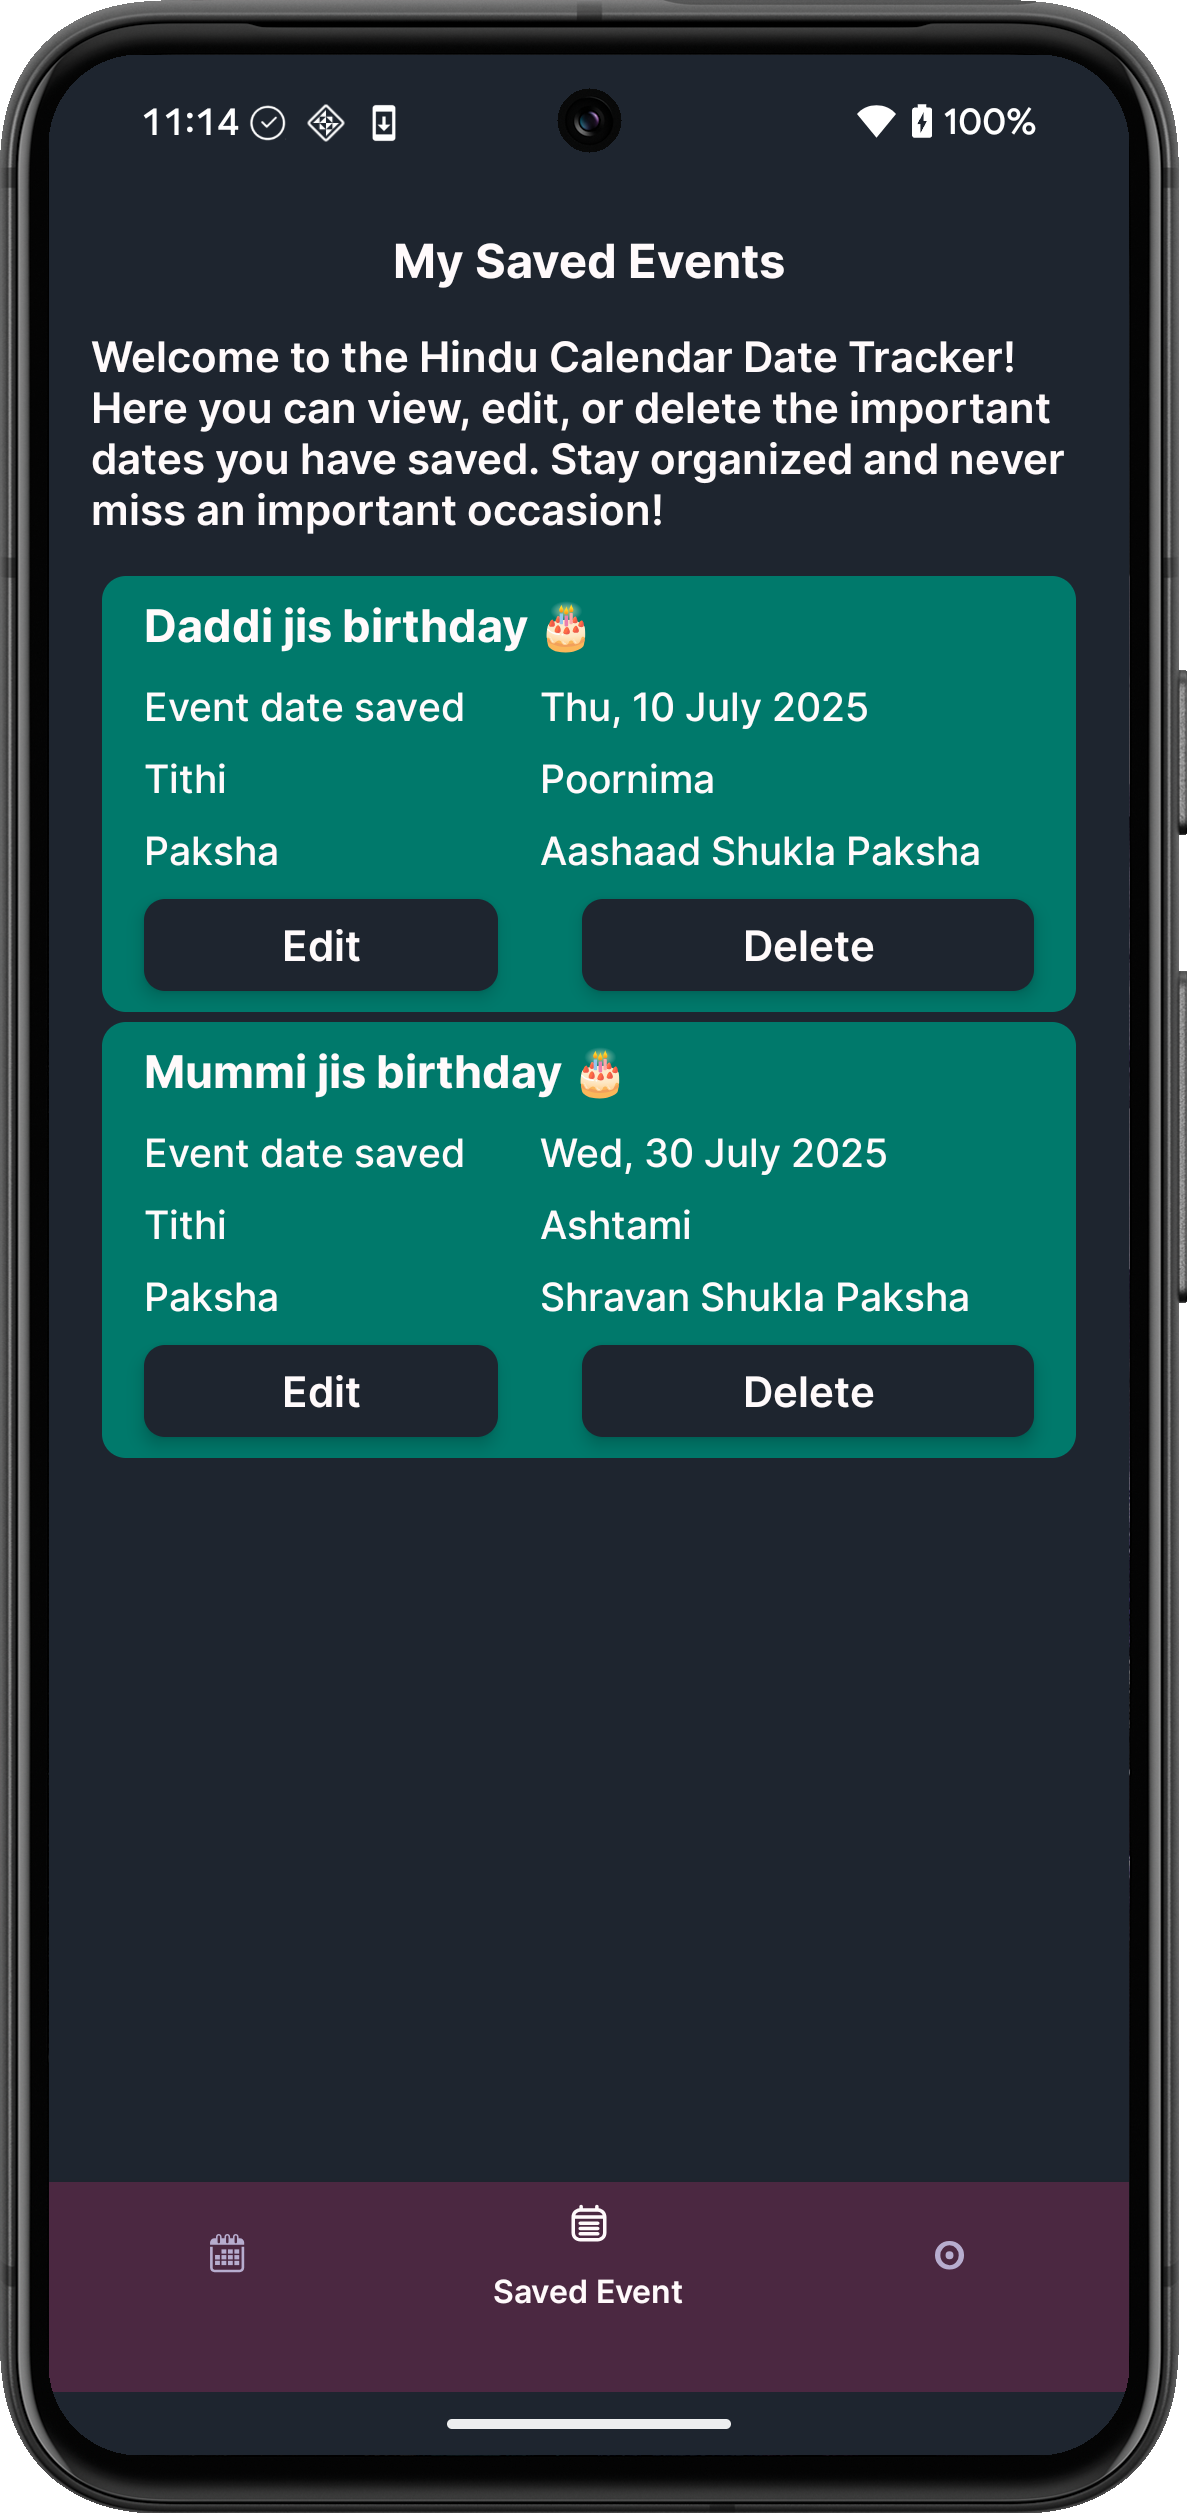 11:14 100%
My Saved Events
Welcome to the Hindu Calendar Date Tracker!
Here you can view, edit, or delete the important
dates you have saved. Stay organized and never
miss an important occasion!
Daddi jis birthday 🎂
Event date saved Thu, 10 July 2025
Tithi Poornima
Paksha Aashaad Shukla Paksha
Edit Delete
Mummi jis birthday 🎂
Event date saved Wed, 30 July 2025
Tithi Ashtami
Paksha Shravan Shukla Paksha
Edit Delete
Saved Event